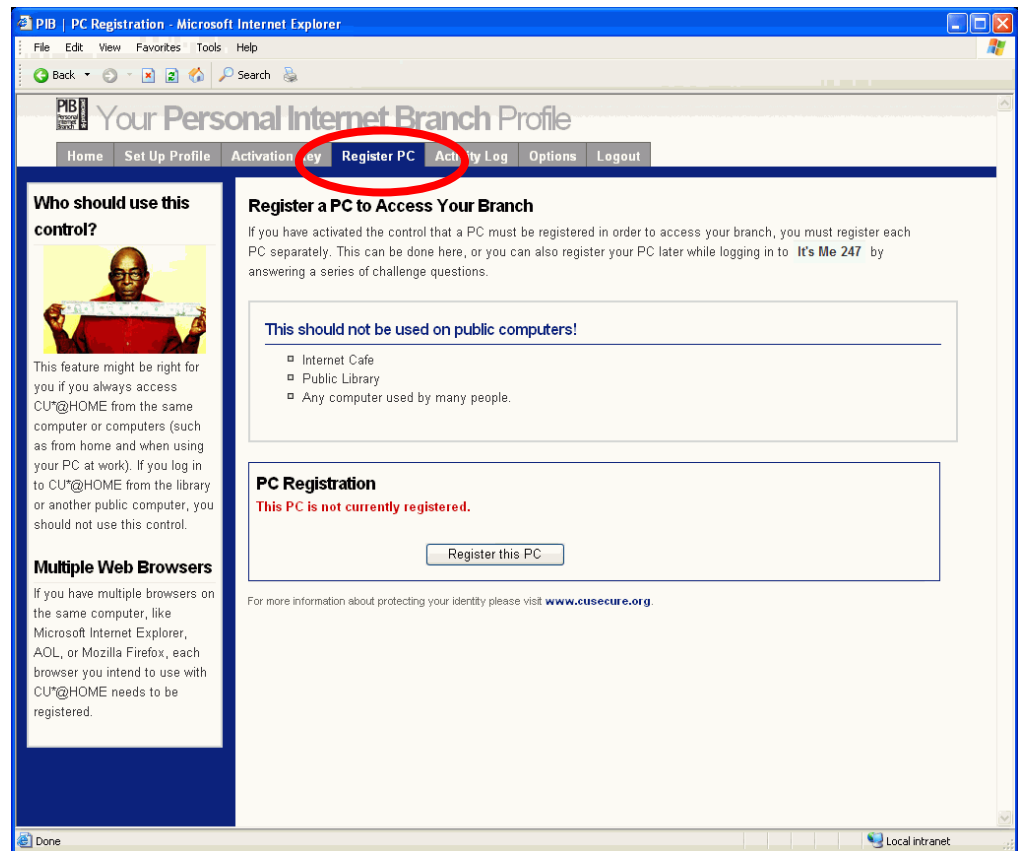 PIB | PC Registration - Microsoft Internet Explorer
File Edit View Favorites Tools Help
Back Search
PIB Personal Internet Branch Your Personal Internet Branch Profile
Home Set Up Profile Activation Key Register PC Activity Log Options Logout
Who should use this
control?
This feature might be right for
you if you always access
CU*@HOME from the same
computer or computers (such
as from home and when using
your PC at work). If you log in
to CU*@HOME from the library
or another public computer, you
should not use this control.
Multiple Web Browsers
If you have multiple browsers on
the same computer, like
Microsoft Internet Explorer,
AOL, or Mozilla Firefox, each
browser you intend to use with
CU*@HOME needs to be
registered.
Register a PC to Access Your Branch
If you have activated the control that a PC must be registered in order to access your branch, you must register each
PC separately. This can be done here, or you can also register your PC later while logging in to It's Me 247 by
answering a series of challenge questions.
This should not be used on public computers!
Internet Cafe
Public Library
Any computer used by many people.
PC Registration
This PC is not currently registered.
Register this PC
For more information about protecting your identity please visit www.cusecure.org.
Done Local intranet